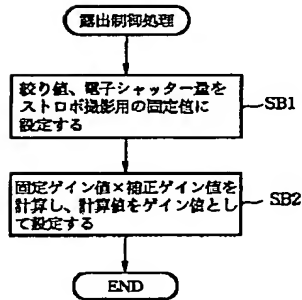 露出制御処理
絞り値、電子シャッター量を
ストロボ撮影用の固定値に
設定する
SB1
固定ゲイン値×補正ゲイン値を
計算し、計算値をゲイン値とし
て設定する
SB2
END